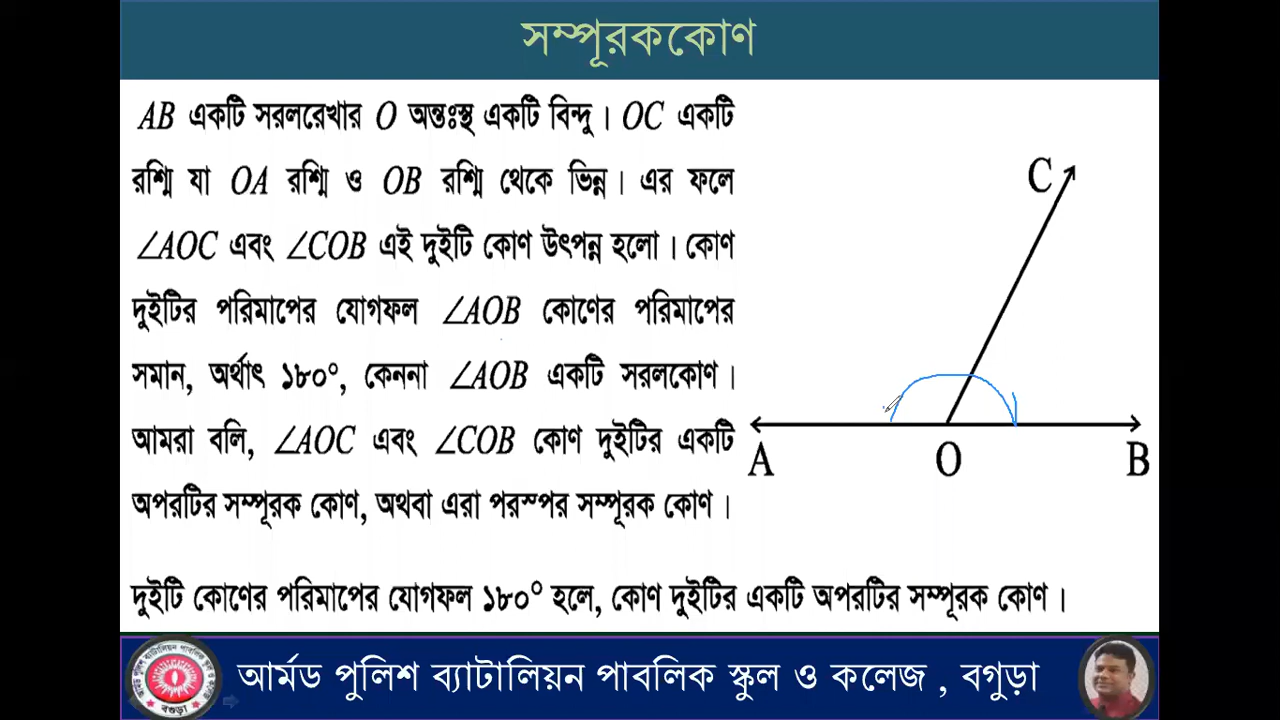 সম্পূরককোণ
AB একটি সরলরেখার O অন্তঃস্থ একটি বিন্দু। OC একটি
রশ্মি যা OA রশ্মি ও OB রশ্মি থেকে ভিন্ন। এর ফলে
∠AOC এবং ∠COB এই দুইটি কোণ উৎপন্ন হলো। কোণ
দুইটির পরিমাপের যোগফল ∠AOB কোণের পরিমাপের
সমান, অর্থাৎ ১৮০°, কেননা ∠AOB একটি সরলকোণ।
আমরা বলি, ∠AOC এবং ∠COB কোণ দুইটির একটি
অপরটির সম্পূরক কোণ, অথবা এরা পরস্পর সম্পূরক কোণ।
C
A O B
দুইটি কোণের পরিমাপের যোগফল ১৮০° হলে, কোণ দুইটির একটি অপরটির সম্পূরক কোণ।
আর্মড পুলিশ ব্যাটালিয়ন পাবলিক স্কুল ও কলেজ , বগুড়া